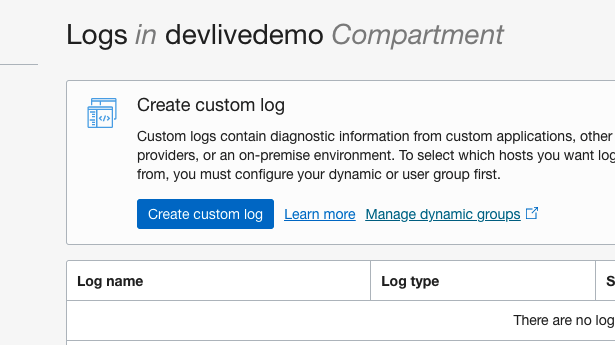 Logs in devlivedemo Compartment
Create custom log
Custom logs contain diagnostic information from custom applications, other
providers, or an on-premise environment. To select which hosts you want log
from, you must configure your dynamic or user group first.
Create custom log Learn more Manage dynamic groups
Log name Log type S
There are no log